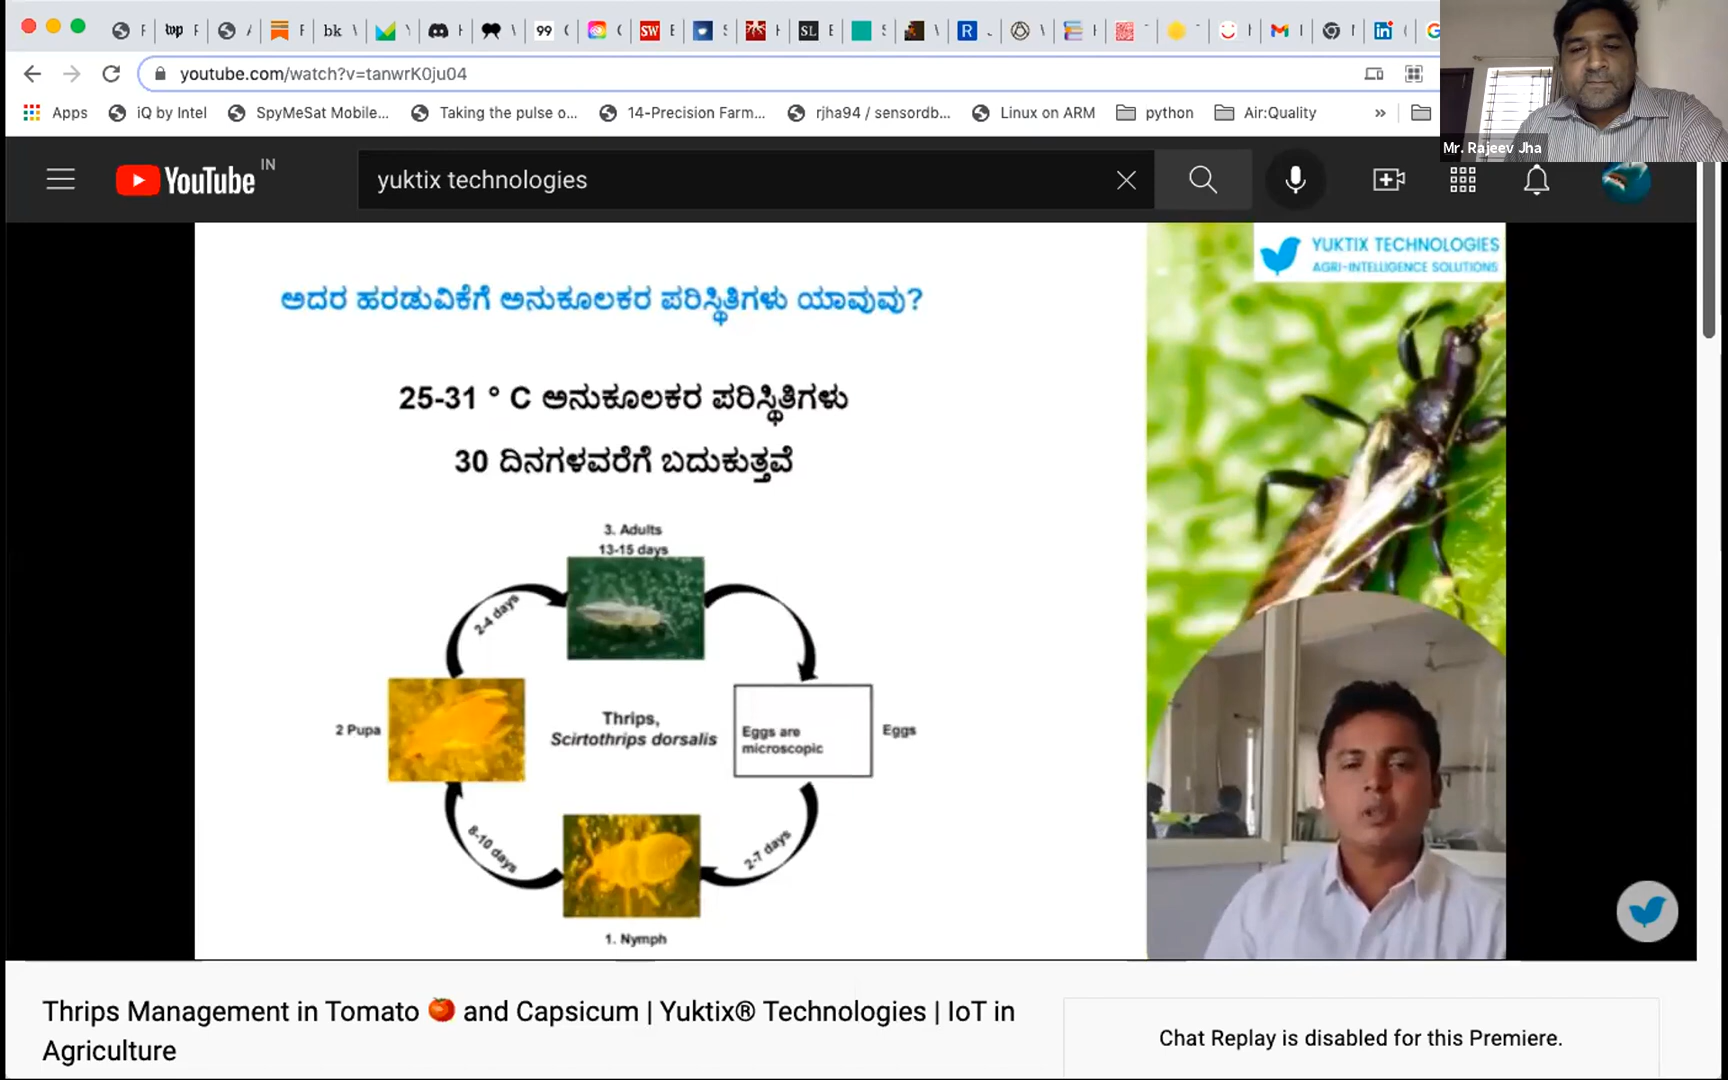 youtube.com/watch?v=tanwrK0ju04
Apps
iQ by Intel
SpyMeSat Mobile...
Taking the pulse o...
14-Precision Farm...
rjha94 / sensordb...
Linux on ARM
python
Air:Quality
Mr. Rajeev Jha
YouTube IN
yuktix technologies
YUKTIX TECHNOLOGIES
AGRI-INTELLIGENCE SOLUTIONS
ಅದರ ಹರಡುವಿಕೆಗೆ ಅನುಕೂಲಕರ ಪರಿಸ್ಥಿತಿಗಳು ಯಾವುವು?
25-31 ° C ಅನುಕೂಲಕರ ಪರಿಸ್ಥಿತಿಗಳು
30 ದಿನಗಳವರೆಗೆ ಬದುಕುತ್ತವೆ
3. Adults
13-15 days
2-4 days
2 Pupa
Thrips,
Scirtothrips dorsalis
Eggs are
microscopic
Eggs
8-10 days
2-7 days
1. Nymph
Thrips Management in Tomato 🍅 and Capsicum | Yuktix® Technologies | IoT in
Agriculture
Chat Replay is disabled for this Premiere.